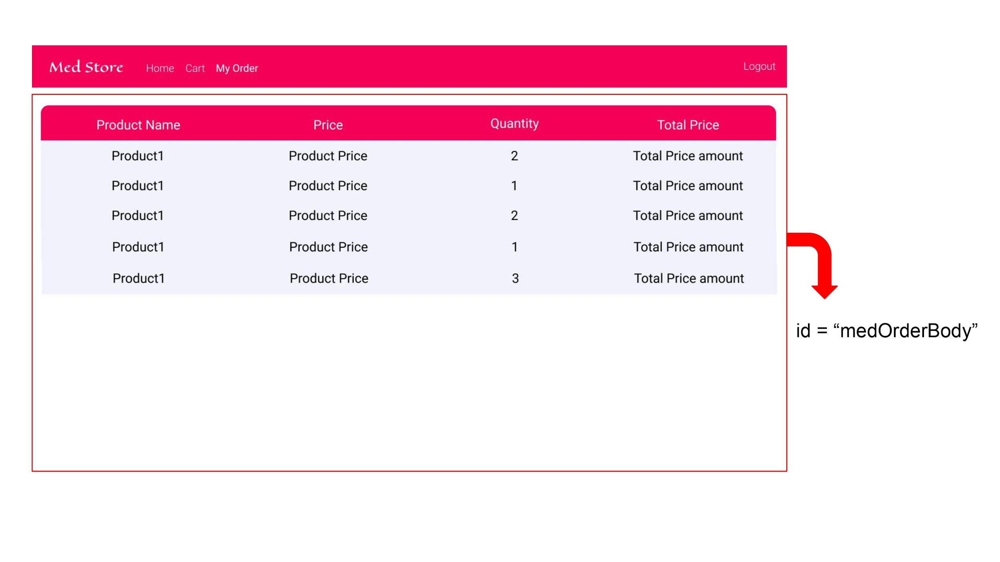 Med Store Home Cart My Order Logout
Product Name Price Quantity Total Price
Product1 Product Price 2 Total Price amount
Product1 Product Price 1 Total Price amount
Product1 Product Price 2 Total Price amount
Product1 Product Price 1 Total Price amount
Product1 Product Price 3 Total Price amount
id = “medOrderBody”